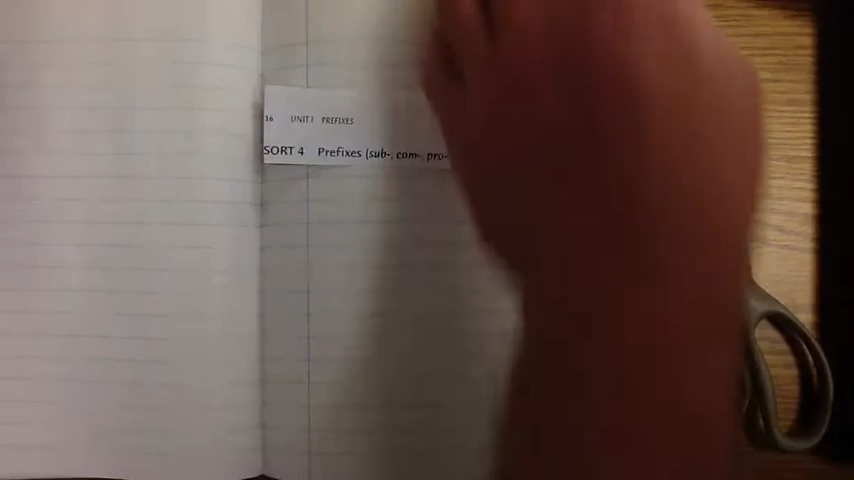 16 UNIT I PREFIXES
SORT 4 Prefixes (sub-, com-, pro-